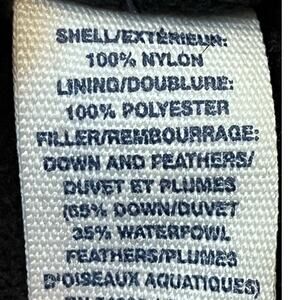 SHELL/EXTÉRIEUR:
100% NYLON
LINING/DOUBLURE:
100% POLYESTER
FILLER/REMBOURRAGE:
DOWN AND FEATHERS/
DUVET ET PLUMES
(65% DOWN/DUVET
35% WATERFOWL
FEATHERS/PLUMES
D'OISEAUX AQUATIQUES)